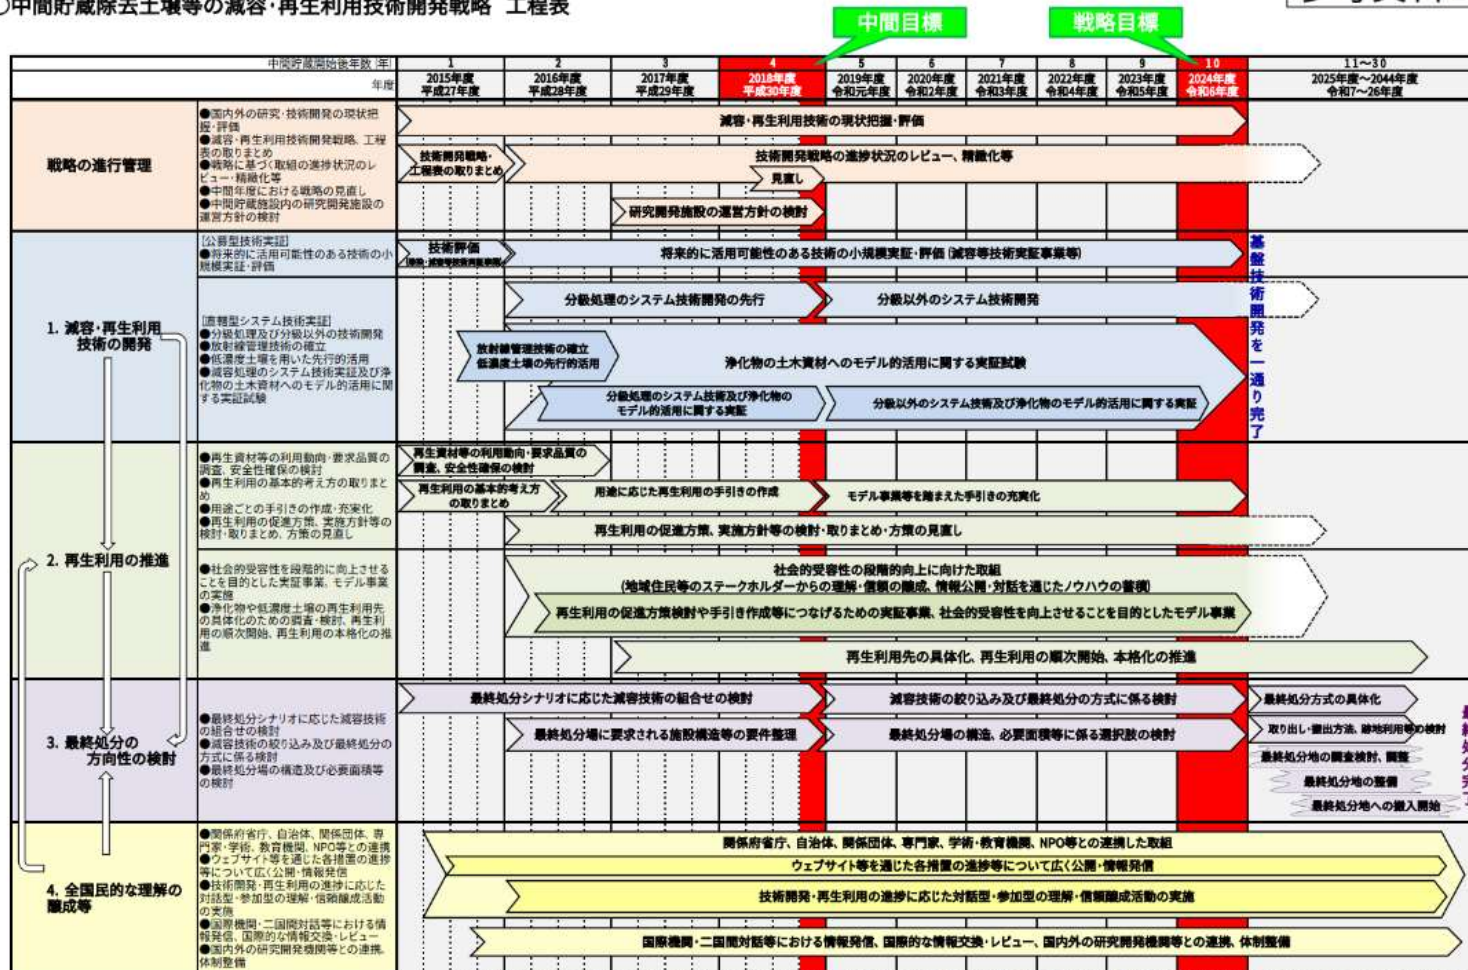 ○中間貯蔵除去土壌等の減容･再生利用技術開発戦略 工程表
中間目標
戦略目標
中間貯蔵開始後年数(年)
1
2
3
4
5
6
7
8
9
10
11～30
年度
2015年度
平成27年度
2016年度
平成28年度
2017年度
平成29年度
2018年度
平成30年度
2019年度
令和元年度
2020年度
令和2年度
2021年度
令和3年度
2022年度
令和4年度
2023年度
令和5年度
2024年度
令和6年度
2025年度～2044年度
令和7～26年度
戦略の進行管理
●国内外の研究･技術開発の現状把
握･評価
●減容･再生利用技術開発戦略、工程
表の取りまとめ
●戦略に基づく取組の進捗状況のレ
ビュー･精緻化等
●中間年度における戦略の見直し
●中間貯蔵施設内の研究開発施設の
運営方針の検討
減容･再生利用技術の現状把握･評価
技術開発戦略･
工程表の取りまとめ
技術開発戦略の進捗状況のレビュー、精緻化等
見直し
研究開発施設の運営方針の検討
1. 減容･再生利用
技術の開発
[公募型技術実証]
●将来的に活用可能性のある技術の小
規模実証･評価
技術評価
将来的に活用可能性のある技術の小規模実証･評価(減容等技術実証事業等)
[直轄型システム技術実証]
●分級処理及び分級以外の技術開発
●放射線管理技術の確立
●低濃度土壌を用いた先行的活用
●減容処理のシステム技術実証及び浄
化物の土木資材へのモデル的活用に関
する実証試験
分級処理のシステム技術開発の先行
分級以外のシステム技術開発
放射線管理技術の確立
低濃度土壌の先行的活用
浄化物の土木資材へのモデル的活用に関する実証試験
分級処理のシステム技術及び浄化物の
モデル的活用に関する実証
分級以外のシステム技術及び浄化物のモデル的活用に関する実証
基盤技術開発を一通り完了
2. 再生利用の推進
●再生資材等の利用動向･要求品質の
調査、安全性確保の検討
●再生利用の基本的考え方の取りまと
め
●用途ごとの手引きの作成･充実化
●再生利用の促進方策、実施方針等の
検討･取りまとめ、方策の見直し
再生資材等の利用動向･要求品質の
調査、安全性確保の検討
再生利用の基本的考え方
の取りまとめ
用途に応じた再生利用の手引きの作成
モデル事業等を踏まえた手引きの充実化
再生利用の促進方策、実施方針等の検討･取りまとめ･方策の見直し
●社会的受容性を段階的に向上させる
ことを目的とした実証事業、モデル事業
の実施
●浄化物や低濃度土壌の再生利用先
の具体化のための調査･検討、再生利
用の順次開始、再生利用の本格化の推
進
社会的受容性の段階的向上に向けた取組
(地域住民等のステークホルダーからの理解･信頼の醸成、情報公開･対話を通じたノウハウの蓄積)
再生利用の促進方策検討や手引き作成等につなげるための実証事業、社会的受容性を向上させることを目的としたモデル事業
再生利用先の具体化、再生利用の順次開始、本格化の推進
3. 最終処分の
方向性の検討
●最終処分シナリオに応じた減容技術
の組合せの検討
●減容技術の絞り込み及び最終処分の
方式に係る検討
●最終処分場の構造及び必要面積等
の検討
最終処分シナリオに応じた減容技術の組合せの検討
減容技術の絞り込み及び最終処分の方式に係る検討
最終処分方式の具体化
最終処分場に要求される施設構造等の要件整理
最終処分場の構造、必要面積等に係る選択肢の検討
取り出し･搬出方法、跡地利用等の検討
最終処分地の調査検討、調整
最終処分地の整備
最終処分地への搬入開始
4. 全国民的な理解の
醸成等
●関係府省庁、自治体、関係団体、専
門家･学術、教育機関、NPO等との連携
●ウェブサイト等を通じた各措置の進捗
等について広く公開･情報発信
●技術開発･再生利用の進捗に応じた
対話型･参加型の理解･信頼醸成活動
の実施
●国際機関･二国間対話等における情
報発信、国際的な情報交換･レビュー
●国内外の研究開発機関等との連携、
体制整備
関係府省庁、自治体、関係団体、専門家、学術･教育機関、NPO等との連携した取組
ウェブサイト等を通じた各措置の進捗等について広く公開･情報発信
技術開発･再生利用の進捗に応じた対話型･参加型の理解･信頼醸成活動の実施
国際機関･二国間対話等における情報発信、国際的な情報交換･レビュー、国内外の研究開発機関等との連携、体制整備